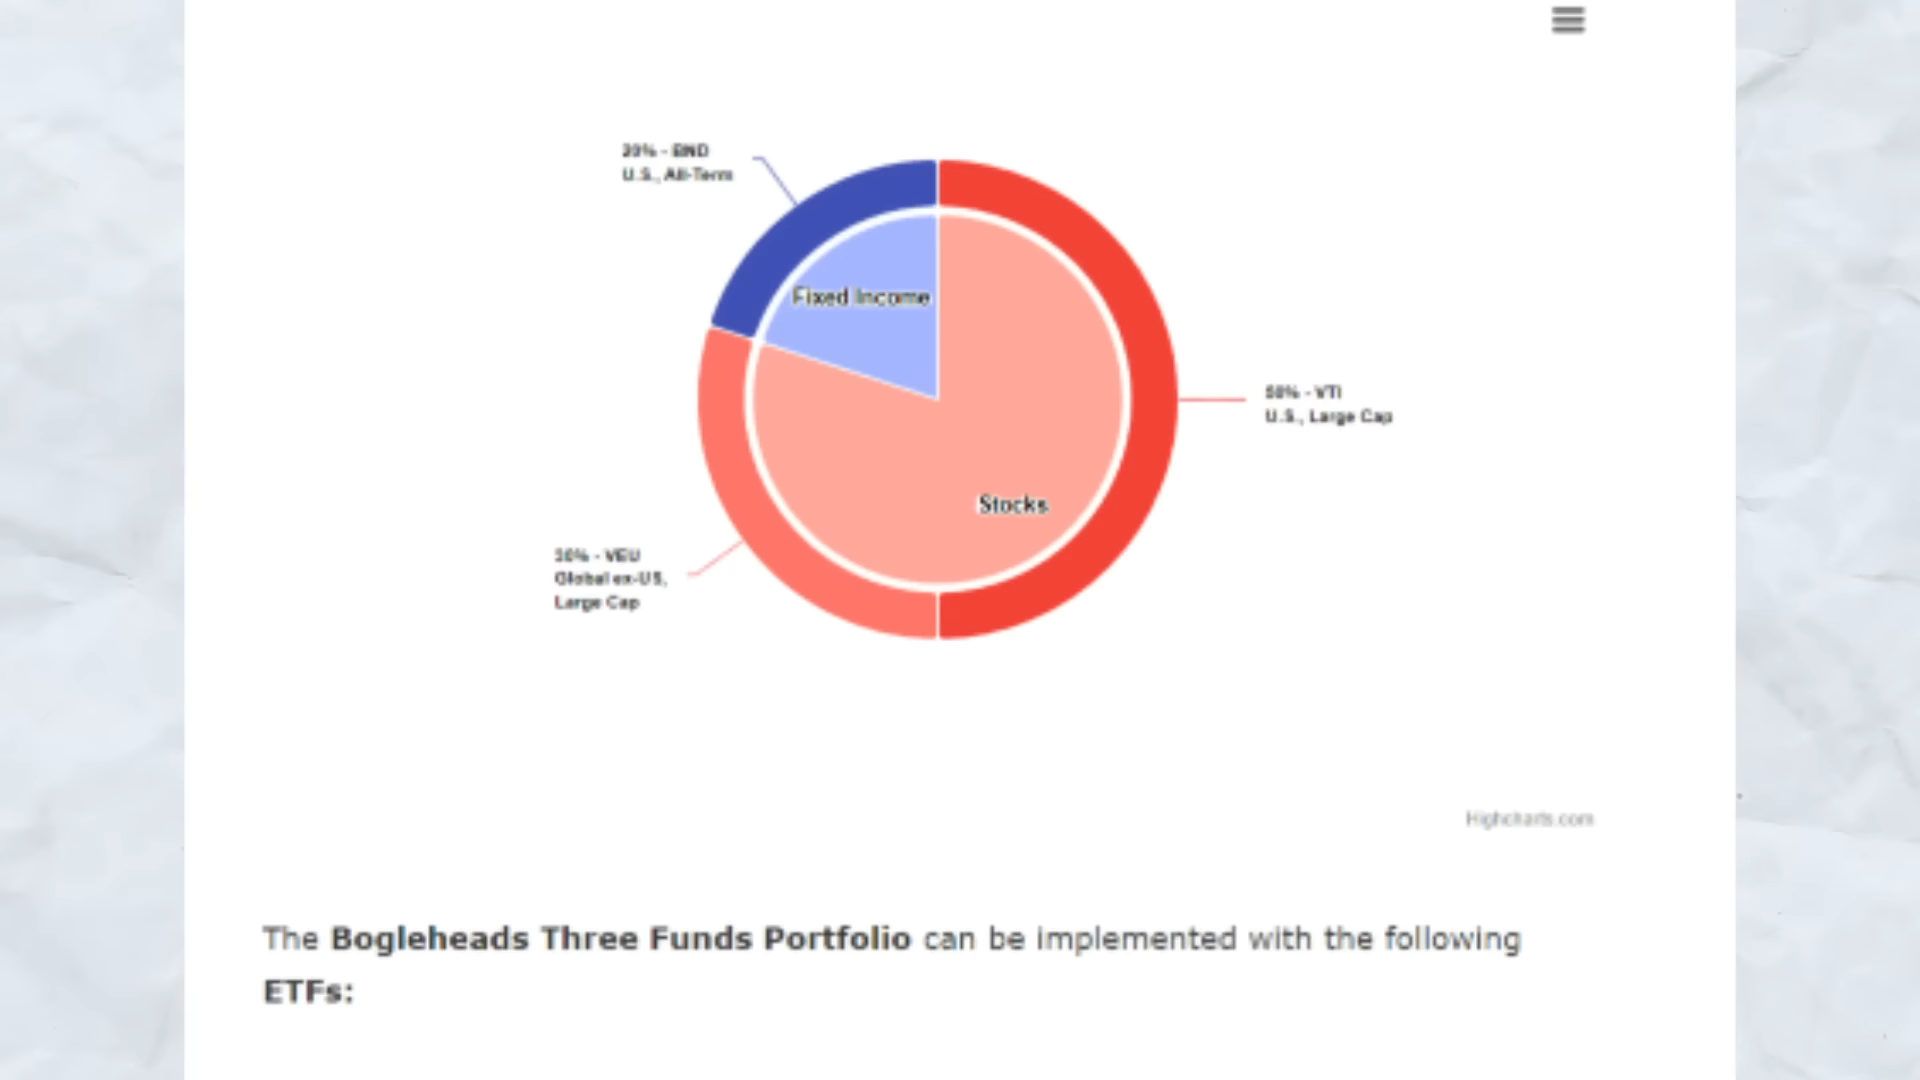 20% - BND
U.S., All-Term
Fixed Income
50% - VTI
U.S., Large Cap
Stocks
30% - VEU
Global ex-US,
Large Cap
Highcharts.com
The Bogleheads Three Funds Portfolio can be implemented with the following
ETFs: